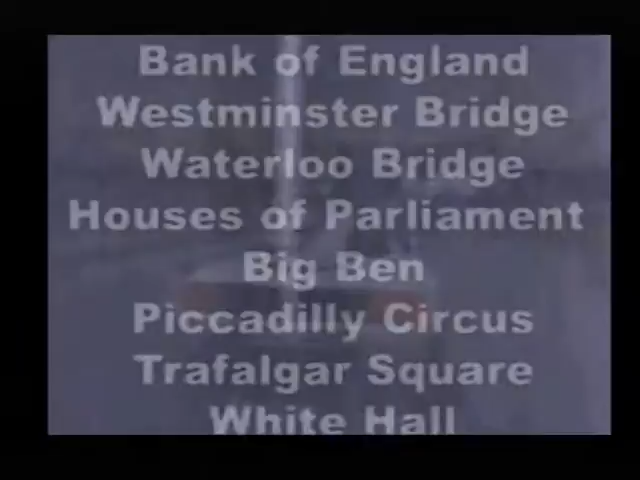 Bank of England
Westminster Bridge
Waterloo Bridge
Houses of Parliament
Big Ben
Piccadilly Circus
Trafalgar Square
White Hall